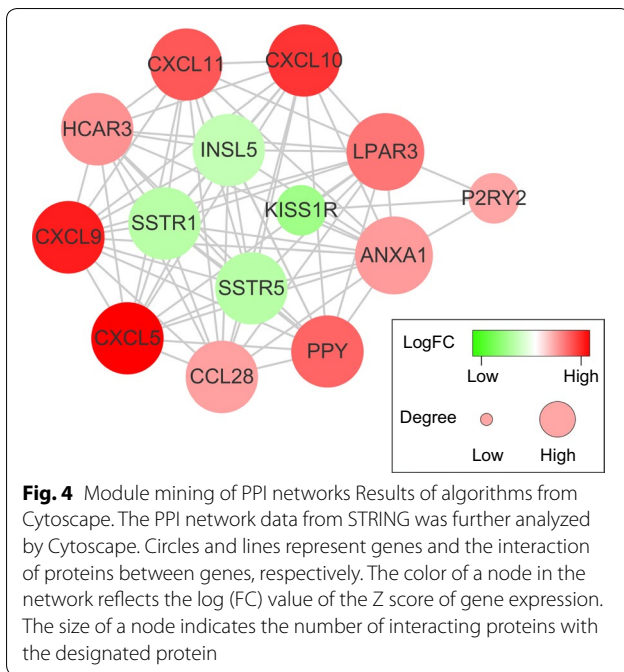 CXCL11
CXCL10
HCAR3
INSL5
LPAR3
P2RY2
KISS1R
SSTR1
CXCL9
ANXA1
SSTR5
CXCL5
PPY
CCL28
LogFC
Low
High
Degree
Low
High
Fig. 4 Module mining of PPI networks Results of algorithms from
Cytoscape. The PPI network data from STRING was further analyzed
by Cytoscape. Circles and lines represent genes and the interaction
of proteins between genes, respectively. The color of a node in the
network reflects the log (FC) value of the Z score of gene expression.
The size of a node indicates the number of interacting proteins with
the designated protein